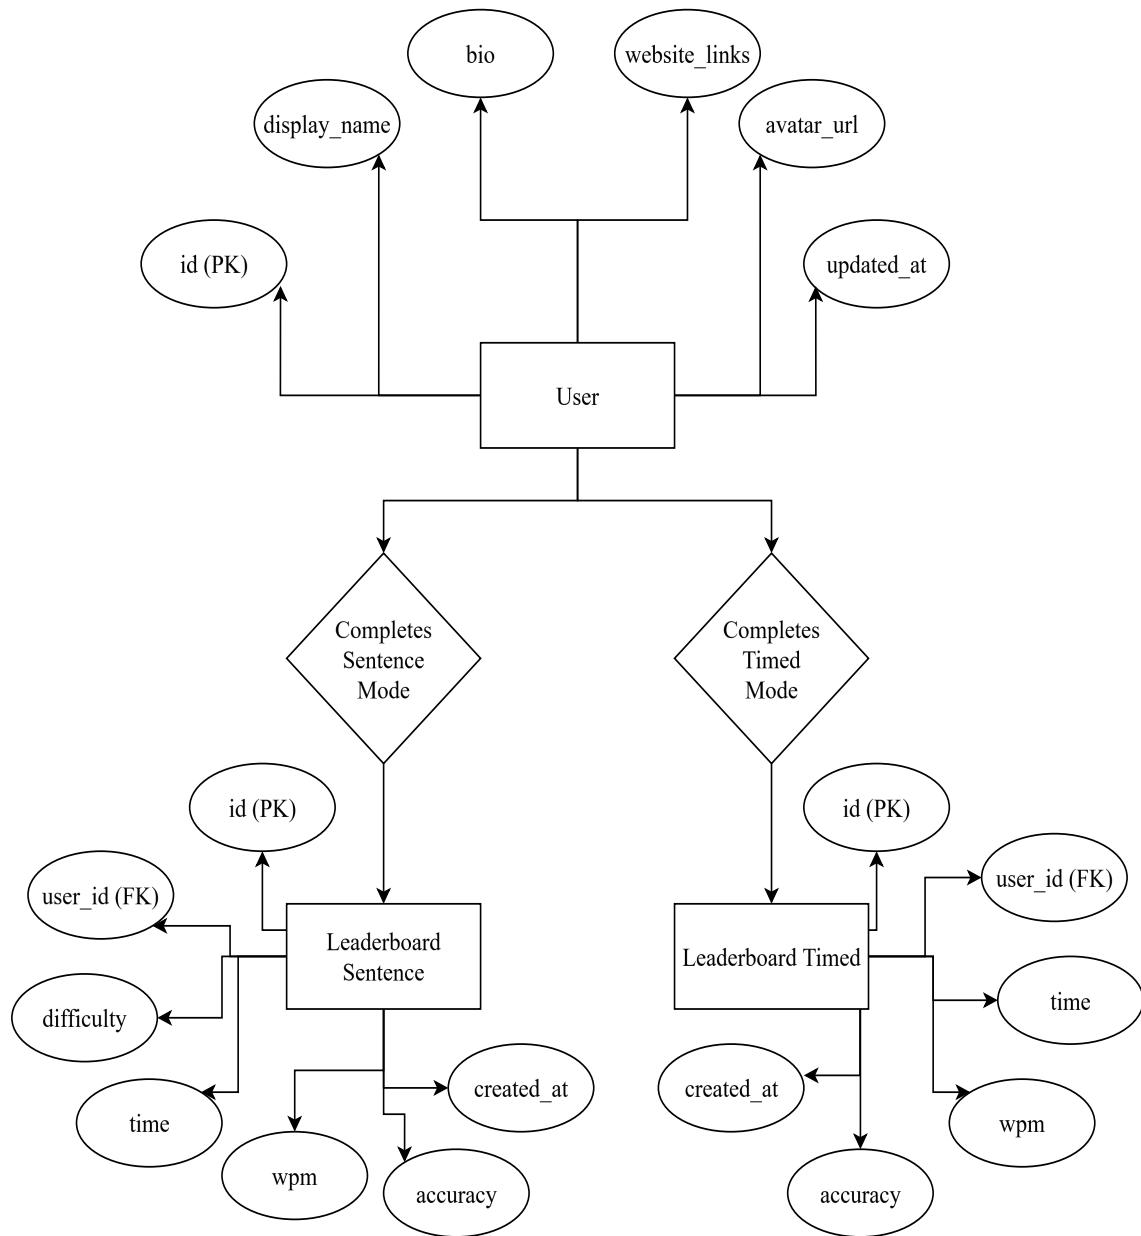 bio
website_links
display_name
avatar_url
id (PK)
updated_at
User
Completes
Sentence
Mode
Completes
Timed
Mode
id (PK)
id (PK)
user_id (FK)
user_id (FK)
Leaderboard
Sentence
Leaderboard Timed
difficulty
time
created_at
created_at
time
wpm
wpm
accuracy
accuracy